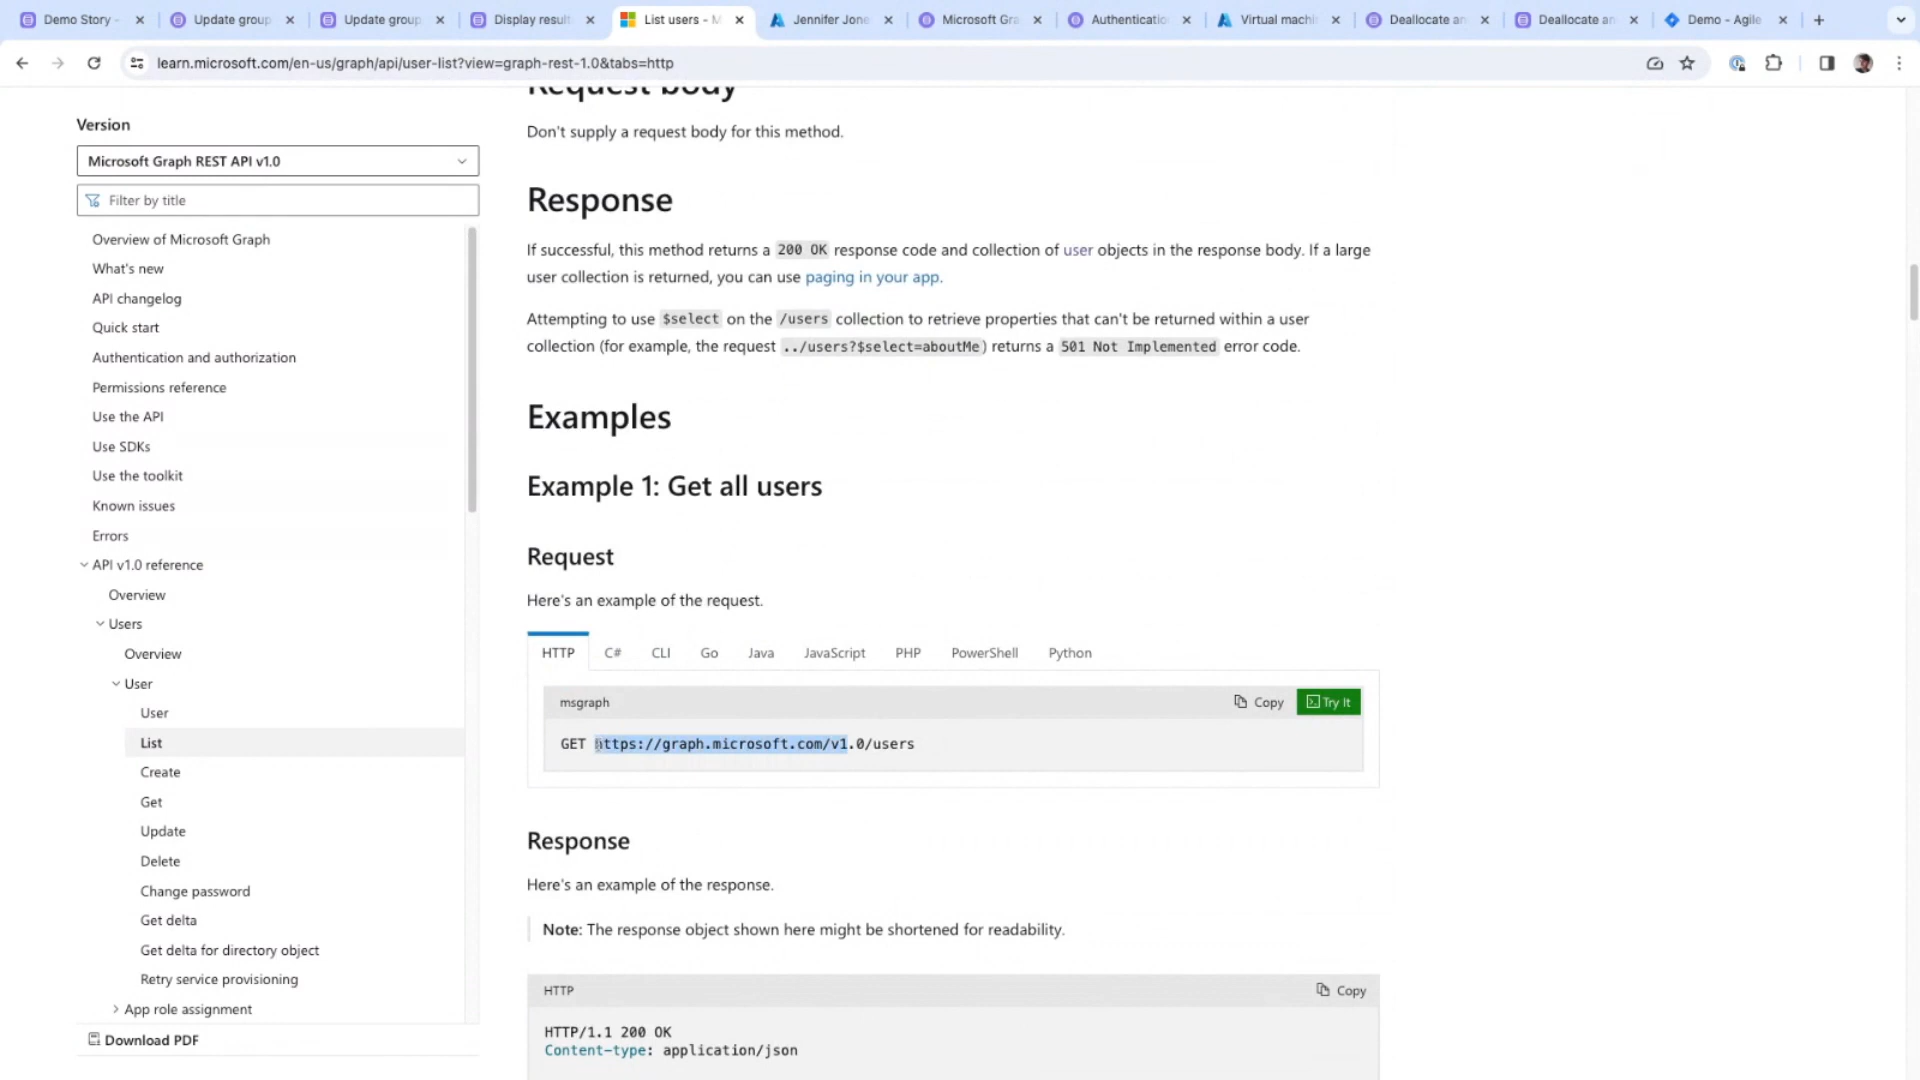 Demo Story -
Update group
Update group
Display result
List users - M
Jennifer Jone
Microsoft Gra
Authenticatio
Virtual machi
Deallocate an
Deallocate an
Demo - Agile
learn.microsoft.com/en-us/graph/api/user-list?view=graph-rest-1.0&tabs=http
Version
Microsoft Graph REST API v1.0
Filter by title
Overview of Microsoft Graph
What's new
API changelog
Quick start
Authentication and authorization
Permissions reference
Use the API
Use SDKs
Use the toolkit
Known issues
Errors
API v1.0 reference
Overview
Users
Overview
User
User
List
Create
Get
Update
Delete
Change password
Get delta
Get delta for directory object
Retry service provisioning
App role assignment
Download PDF
Request body
Don't supply a request body for this method.
Response
If successful, this method returns a 200 OK response code and collection of user objects in the response body. If a large
user collection is returned, you can use paging in your app.
Attempting to use $select on the /users collection to retrieve properties that can't be returned within a user
collection (for example, the request ../users?$select=aboutMe) returns a 501 Not Implemented error code.
Examples
Example 1: Get all users
Request
Here's an example of the request.
HTTP C# CLI Go Java JavaScript PHP PowerShell Python
msgraph Copy Try It
GET https://graph.microsoft.com/v1.0/users
Response
Here's an example of the response.
Note: The response object shown here might be shortened for readability.
HTTP Copy
HTTP/1.1 200 OK
Content-type: application/json